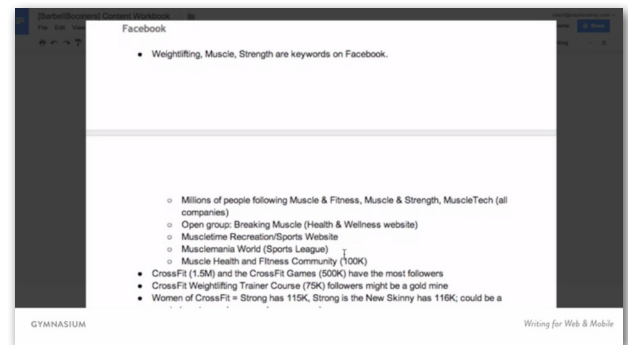 [BarbellBoomers] Content Workbook
File Edit View
Share
Facebook
• Weightlifting, Muscle, Strength are keywords on Facebook.
○ Millions of people following Muscle & Fitness, Muscle & Strength, MuscleTech (all
companies)
○ Open group: Breaking Muscle (Health & Wellness website)
○ Muscletime Recreation/Sports Website
○ Musclemania World (Sports League)
○ Muscle Health and FItness Community (100K)
• CrossFit (1.5M) and the CrossFit Games (500K) have the most followers
• CrossFit Weightlifting Trainer Course (75K) followers might be a gold mine
• Women of CrossFit = Strong has 115K, Strong is the New Skinny has 116K; could be a
GYMNASIUM
Writing for Web & Mobile